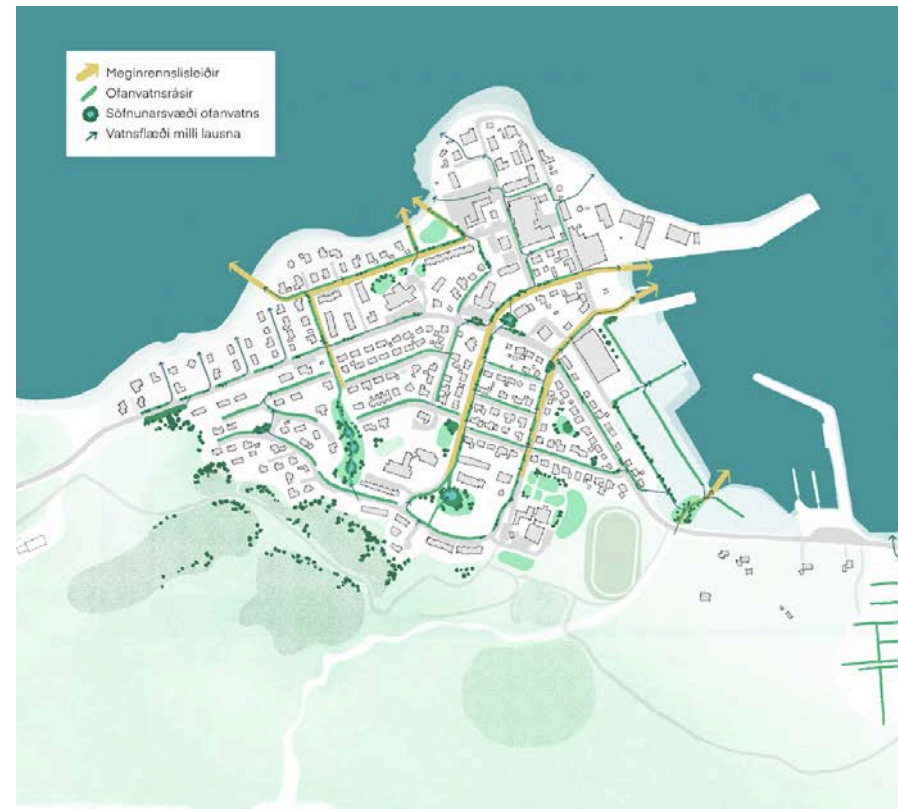 Meginrennslisleiðir
Ofanvatnsrásir
Söfnunarsvæði ofanvatns
Vatnsflæði milli lausna